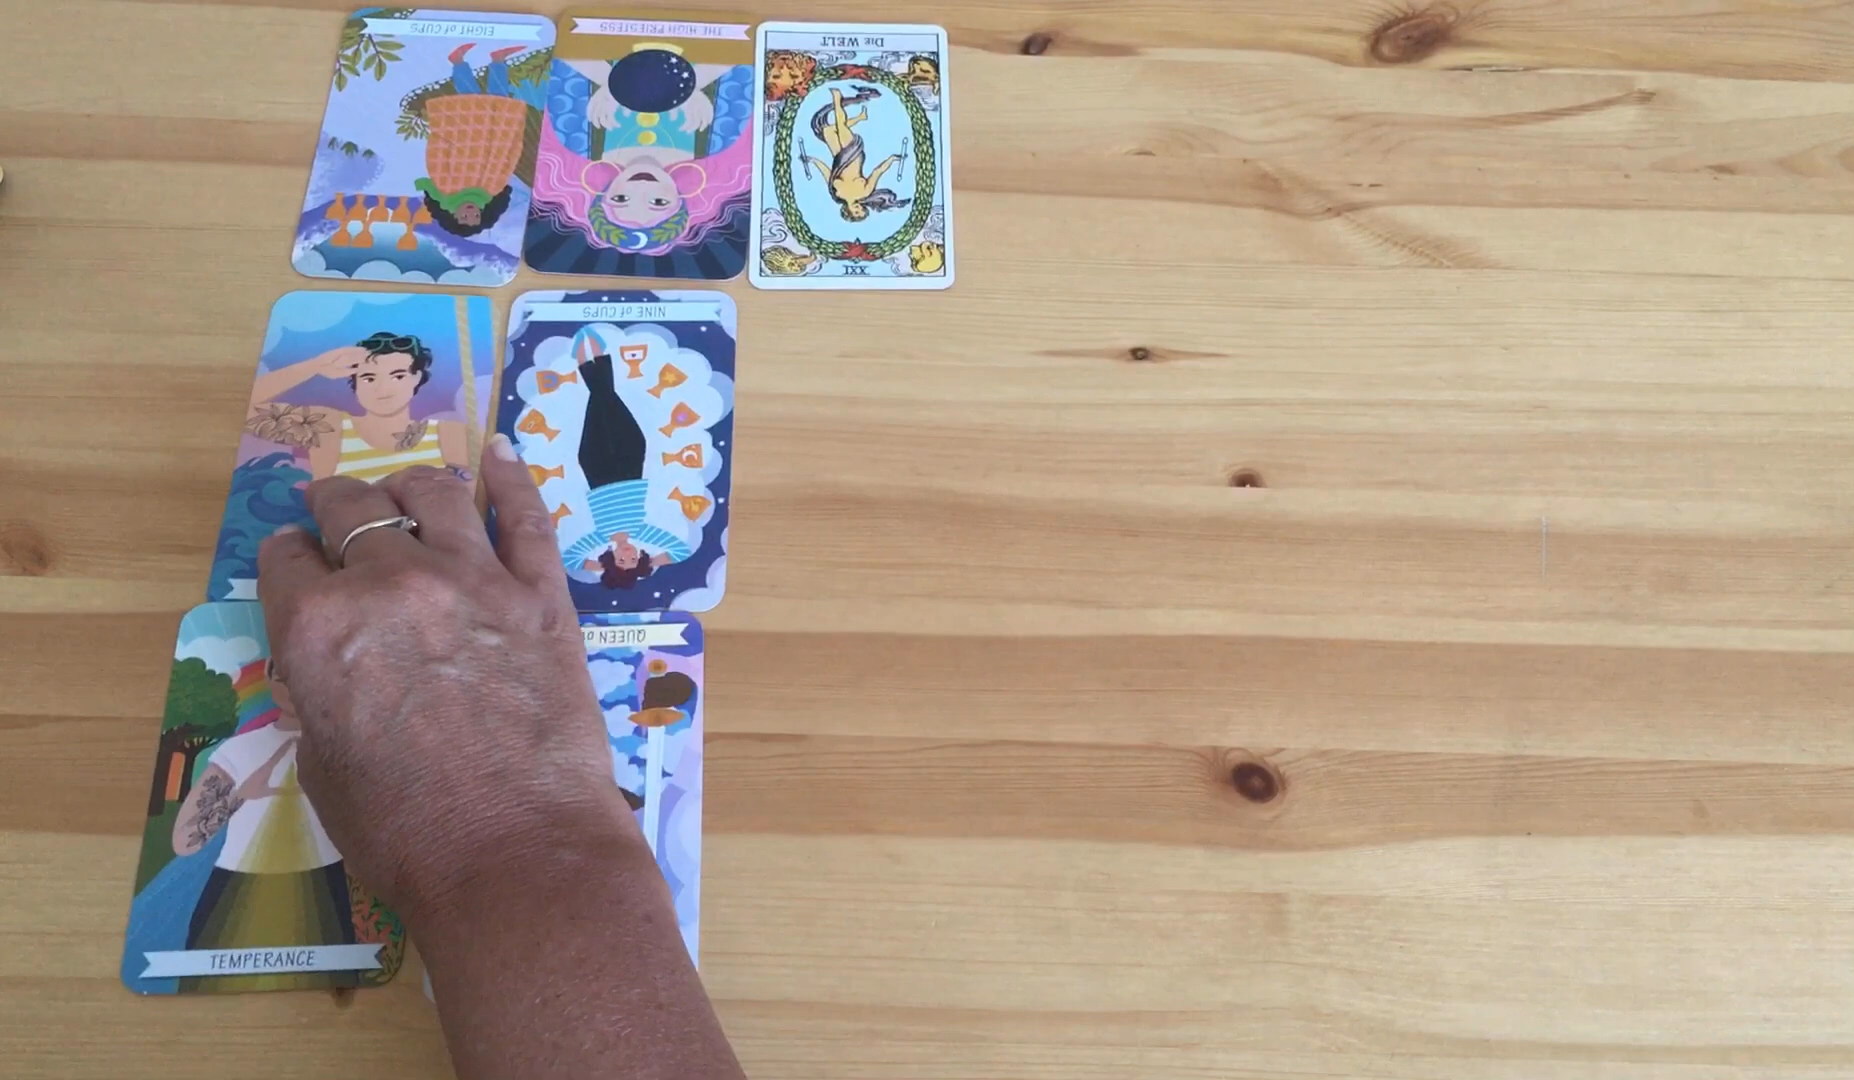 EIGHT of CUPS
THE HIGH PRIESTESS
DIE WELT
XXI
NINE of CUPS
QUEEN
TEMPERANCE